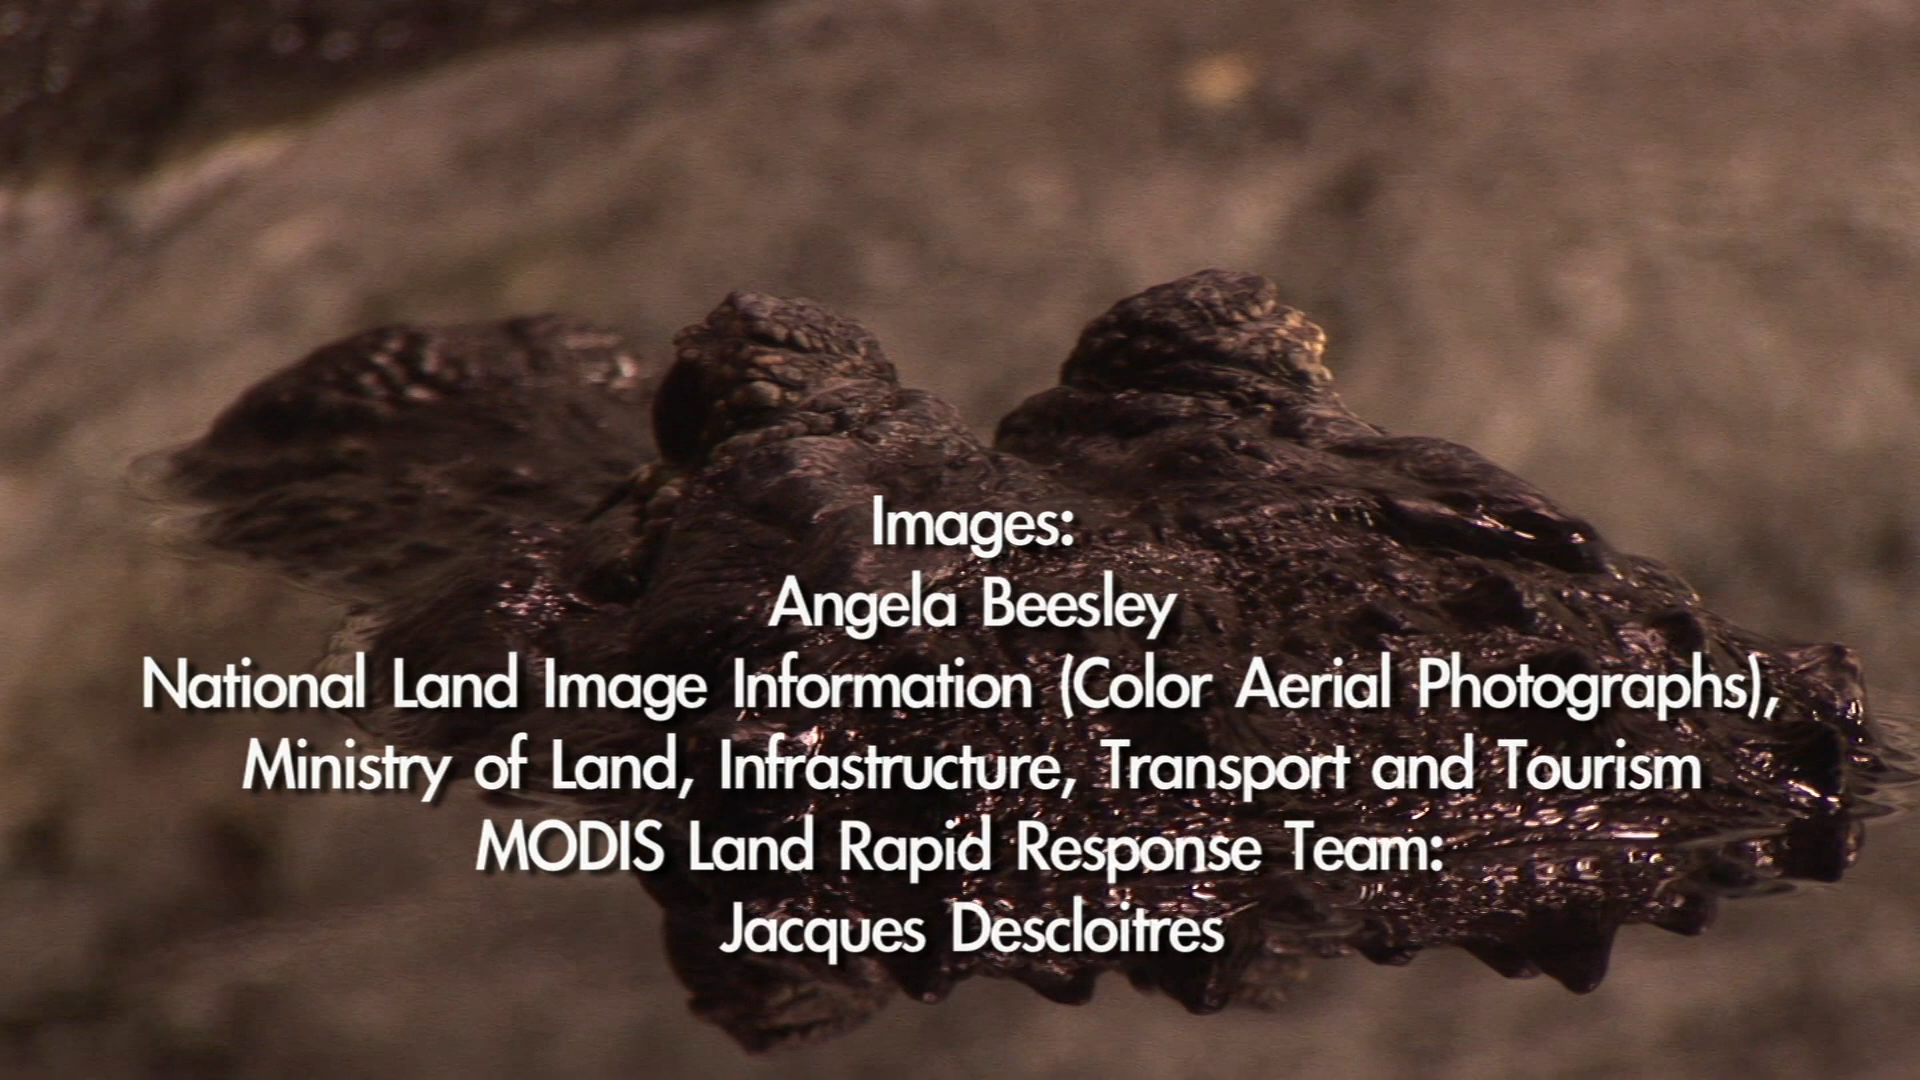 Images:
Angela Beesley
National Land Image Information (Color Aerial Photographs),
Ministry of Land, Infrastructure, Transport and Tourism
MODIS Land Rapid Response Team:
Jacques Descloitres